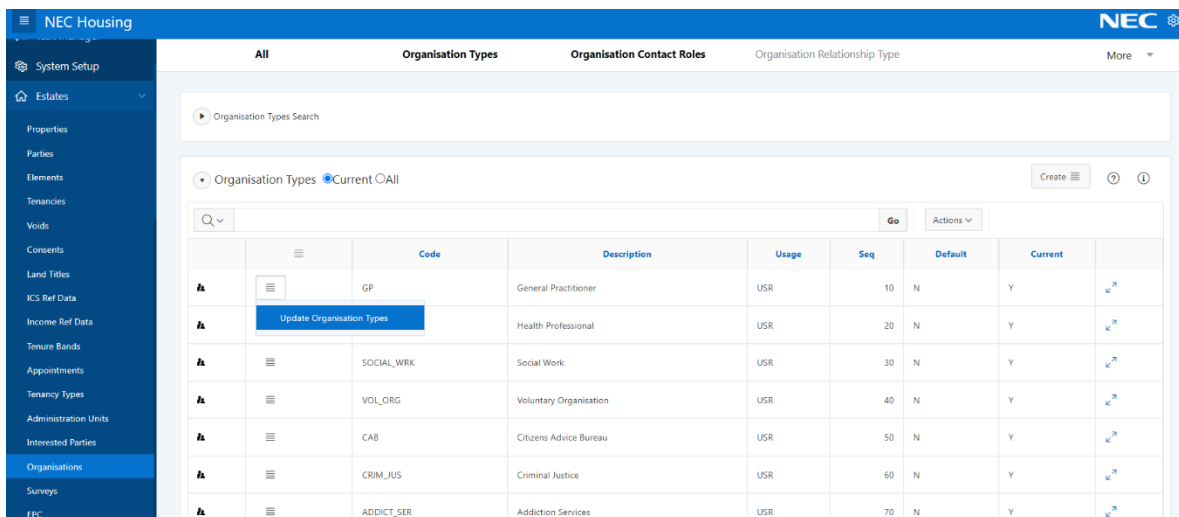 NEC Housing
NEC
All Organisation Types Organisation Contact Roles Organisation Relationship Type More
System Setup
Estates
Properties
Parties
Elements
Tenancies
Voids
Consents
Land Titles
ICS Ref Data
Income Ref Data
Tenure Bands
Appointments
Tenancy Types
Administration Units
Interested Parties
Organisations
Surveys
EPC
Organisation Types Search
Organisation Types Current All Create
Go Actions
Code Description Usage Seq Default Current
GP General Practitioner USR 10 N Y
Update Organisation Types
Health Professional USR 20 N Y
SOCIAL_WRK Social Work USR 30 N Y
VOL_ORG Voluntary Organisation USR 40 N Y
CAB Citizens Advice Bureau USR 50 N Y
CRIM_JUS Criminal Justice USR 60 N Y
ADDICT_SER Addiction Services USR 70 N Y